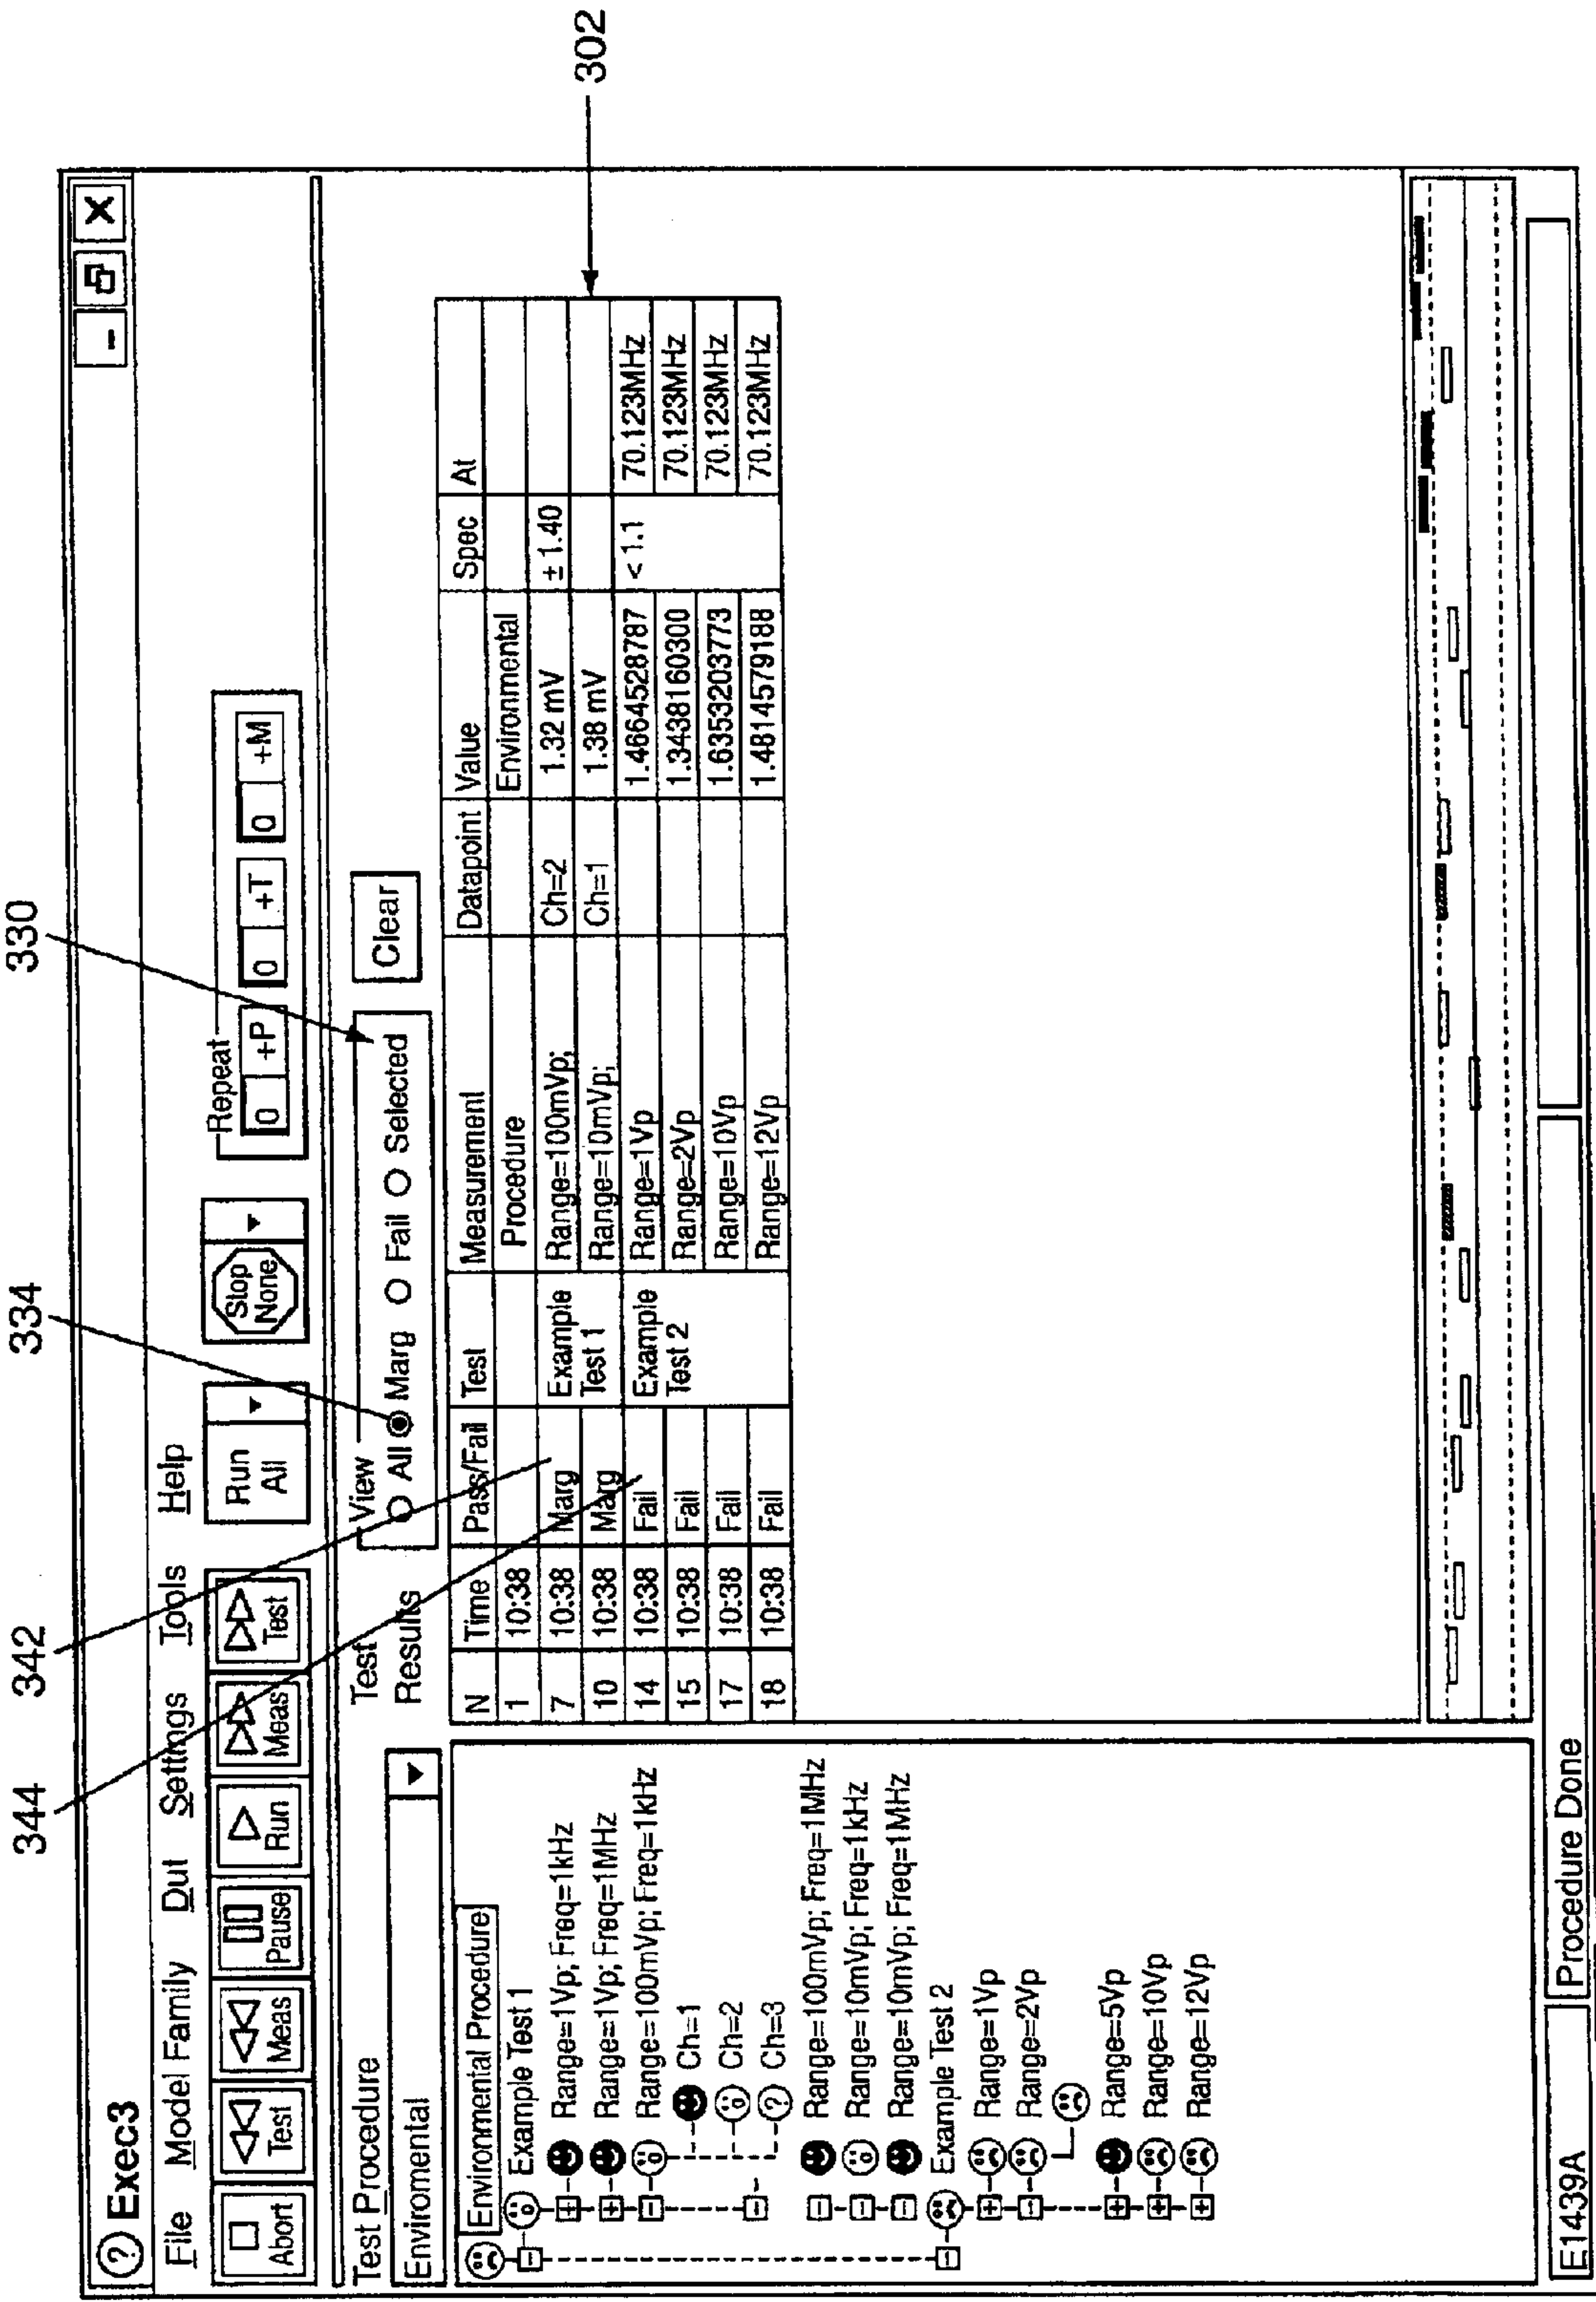 344 342 334 330
302
? Exec3
File Model Family Dut Settings Tools Help
Abort
Test
Meas
Pause
Run
Meas
Test
Run All
Stop None
Repeat
0 +P 0 +T 0 +M
Test Procedure
Enviromental
Test Results
View
All Marg Fail Selected
Clear
Environmental Procedure
Example Test 1
Range=1Vp; Freq=1kHz
Range=1Vp; Freq=1MHz
Range=100mVp; Freq=1kHz
Ch=1
Ch=2
? Ch=3
Range=100mVp; Freq=1MHz
Range=10mVp; Freq=1kHz
Range=10mVp; Freq=1MHz
Example Test 2
Range=1Vp
Range=2Vp
Range=5Vp
Range=10Vp
Range=12Vp
N Time Pass/Fail Test Measurement Datapoint Value Spec At
1 10:38 Procedure Environmental
7 10:38 Marg Example Test 1 Range=100mVp; Ch=2 1.32 mV ± 1.40
10 10:38 Marg Range=10mVp; Ch=1 1.38 mV
14 10:38 Fail Example Test 2 Range=1Vp 1.4664528787 < 1.1 70.123MHz
15 10:38 Fail Range=2Vp 1.3438160300 70.123MHz
17 10:38 Fail Range=10Vp 1.6353203773 70.123MHz
18 10:38 Fail Range=12Vp 1.4814579188 70.123MHz
E1439A
Procedure Done